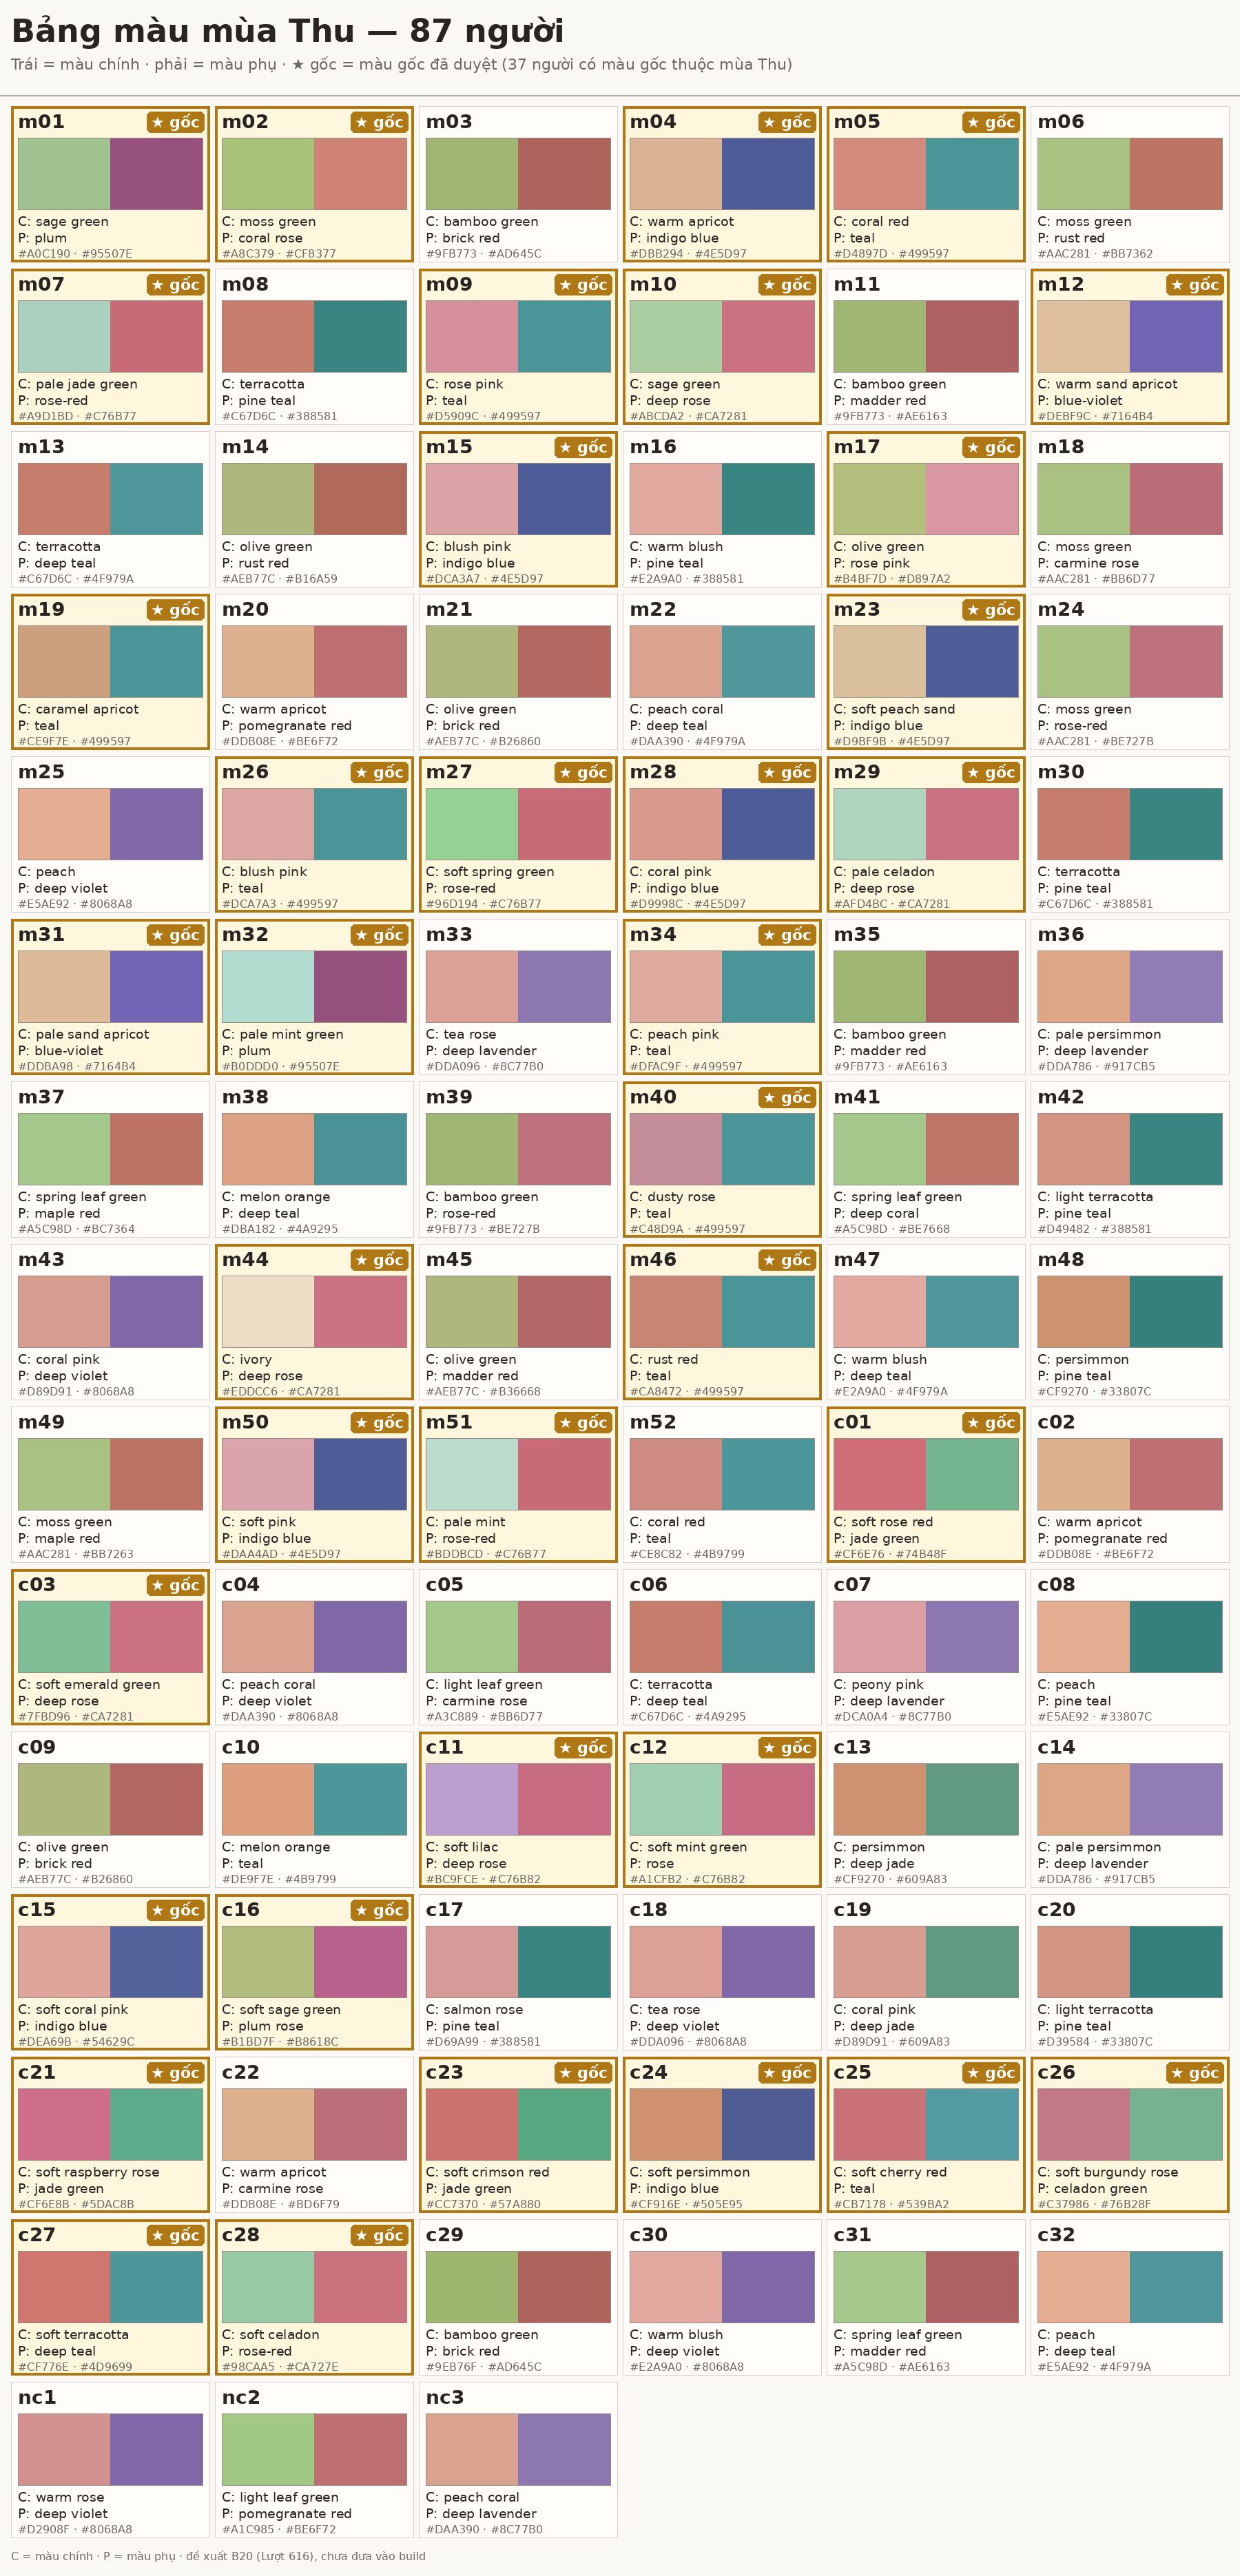 Bảng màu mùa Thu — 87 người
Trái = màu chính · phải = màu phụ · ★ gốc = màu gốc đã duyệt (37 người có màu gốc thuộc mùa Thu)
m01 ★ gốc
C: sage green
P: plum
#A0C190 · #95507E
m02 ★ gốc
C: moss green
P: coral rose
#A8C379 · #CF8377
m03
C: bamboo green
P: brick red
#9FB773 · #AD645C
m04 ★ gốc
C: warm apricot
P: indigo blue
#DBB294 · #4E5D97
m05 ★ gốc
C: coral red
P: teal
#D4897D · #499597
m06
C: moss green
P: rust red
#AAC281 · #BB7362
m07 ★ gốc
C: pale jade green
P: rose-red
#A9D1BD · #C76B77
m08
C: terracotta
P: pine teal
#C67D6C · #388581
m09 ★ gốc
C: rose pink
P: teal
#D5909C · #499597
m10 ★ gốc
C: sage green
P: deep rose
#ABCDA2 · #CA7281
m11
C: bamboo green
P: madder red
#9FB773 · #AE6163
m12 ★ gốc
C: warm sand apricot
P: blue-violet
#DEBF9C · #7164B4
m13
C: terracotta
P: deep teal
#C67D6C · #4F979A
m14
C: olive green
P: rust red
#AEB77C · #B16A59
m15 ★ gốc
C: blush pink
P: indigo blue
#DCA3A7 · #4E5D97
m16
C: warm blush
P: pine teal
#E2A9A0 · #388581
m17 ★ gốc
C: olive green
P: rose pink
#B4BF7D · #D897A2
m18
C: moss green
P: carmine rose
#AAC281 · #BB6D77
m19 ★ gốc
C: caramel apricot
P: teal
#CE9F7E · #499597
m20
C: warm apricot
P: pomegranate red
#DDB08E · #BE6F72
m21
C: olive green
P: brick red
#AEB77C · #B26860
m22
C: peach coral
P: deep teal
#DAA390 · #4F979A
m23 ★ gốc
C: soft peach sand
P: indigo blue
#D9BF9B · #4E5D97
m24
C: moss green
P: rose-red
#AAC281 · #BE727B
m25
C: peach
P: deep violet
#E5AE92 · #8068A8
m26 ★ gốc
C: blush pink
P: teal
#DCA7A3 · #499597
m27 ★ gốc
C: soft spring green
P: rose-red
#96D194 · #C76B77
m28 ★ gốc
C: coral pink
P: indigo blue
#D9998C · #4E5D97
m29 ★ gốc
C: pale celadon
P: deep rose
#AFD4BC · #CA7281
m30
C: terracotta
P: pine teal
#C67D6C · #388581
m31 ★ gốc
C: pale sand apricot
P: blue-violet
#DDBA98 · #7164B4
m32 ★ gốc
C: pale mint green
P: plum
#B0DDD0 · #95507E
m33
C: tea rose
P: deep lavender
#DDA096 · #8C77B0
m34 ★ gốc
C: peach pink
P: teal
#DFAC9F · #499597
m35
C: bamboo green
P: madder red
#9FB773 · #AE6163
m36
C: pale persimmon
P: deep lavender
#DDA786 · #917CB5
m37
C: spring leaf green
P: maple red
#A5C98D · #BC7364
m38
C: melon orange
P: deep teal
#DBA182 · #4A9295
m39
C: bamboo green
P: rose-red
#9FB773 · #BE727B
m40 ★ gốc
C: dusty rose
P: teal
#C48D9A · #499597
m41
C: spring leaf green
P: deep coral
#A5C98D · #BE7668
m42
C: light terracotta
P: pine teal
#D49482 · #388581
m43
C: coral pink
P: deep violet
#D89D91 · #8068A8
m44 ★ gốc
C: ivory
P: deep rose
#EDDCC6 · #CA7281
m45
C: olive green
P: madder red
#AEB77C · #B36668
m46 ★ gốc
C: rust red
P: teal
#CA8472 · #499597
m47
C: warm blush
P: deep teal
#E2A9A0 · #4F979A
m48
C: persimmon
P: pine teal
#CF9270 · #33807C
m49
C: moss green
P: maple red
#AAC281 · #BB7263
m50 ★ gốc
C: soft pink
P: indigo blue
#DAA4AD · #4E5D97
m51 ★ gốc
C: pale mint
P: rose-red
#BDDBCD · #C76B77
m52
C: coral red
P: teal
#CE8C82 · #4B9799
c01 ★ gốc
C: soft rose red
P: jade green
#CF6E76 · #74B48F
c02
C: warm apricot
P: pomegranate red
#DDB08E · #BE6F72
c03 ★ gốc
C: soft emerald green
P: deep rose
#7FBD96 · #CA7281
c04
C: peach coral
P: deep violet
#DAA390 · #8068A8
c05
C: light leaf green
P: carmine rose
#A3C889 · #BB6D77
c06
C: terracotta
P: deep teal
#C67D6C · #4A9295
c07
C: peony pink
P: deep lavender
#DCA0A4 · #8C77B0
c08
C: peach
P: pine teal
#E5AE92 · #33807C
c09
C: olive green
P: brick red
#AEB77C · #B26860
c10
C: melon orange
P: teal
#DE9F7E · #4B9799
c11 ★ gốc
C: soft lilac
P: deep rose
#BC9FCE · #C76B82
c12 ★ gốc
C: soft mint green
P: rose
#A1CFB2 · #C76B82
c13
C: persimmon
P: deep jade
#CF9270 · #609A83
c14
C: pale persimmon
P: deep lavender
#DDA786 · #917CB5
c15 ★ gốc
C: soft coral pink
P: indigo blue
#DEA69B · #54629C
c16 ★ gốc
C: soft sage green
P: plum rose
#B1BD7F · #B8618C
c17
C: salmon rose
P: pine teal
#D69A99 · #388581
c18
C: tea rose
P: deep violet
#DDA096 · #8068A8
c19
C: coral pink
P: deep jade
#D89D91 · #609A83
c20
C: light terracotta
P: pine teal
#D39584 · #33807C
c21 ★ gốc
C: soft raspberry rose
P: jade green
#CF6E8B · #5DAC8B
c22
C: warm apricot
P: carmine rose
#DDB08E · #BD6F79
c23 ★ gốc
C: soft crimson red
P: jade green
#CC7370 · #57A880
c24 ★ gốc
C: soft persimmon
P: indigo blue
#CF916E · #505E95
c25 ★ gốc
C: soft cherry red
P: teal
#CB7178 · #539BA2
c26 ★ gốc
C: soft burgundy rose
P: celadon green
#C37986 · #76B28F
c27 ★ gốc
C: soft terracotta
P: deep teal
#CF776E · #4D9699
c28 ★ gốc
C: soft celadon
P: rose-red
#98CAA5 · #CA727E
c29
C: bamboo green
P: brick red
#9EB76F · #AD645C
c30
C: warm blush
P: deep violet
#E2A9A0 · #8068A8
c31
C: spring leaf green
P: madder red
#A5C98D · #AE6163
c32
C: peach
P: deep teal
#E5AE92 · #4F979A
nc1
C: warm rose
P: deep violet
#D2908F · #8068A8
nc2
C: light leaf green
P: pomegranate red
#A1C985 · #BE6F72
nc3
C: peach coral
P: deep lavender
#DAA390 · #8C77B0
C = màu chính · P = màu phụ · đề xuất B20 (Lượt 616), chưa đưa vào build